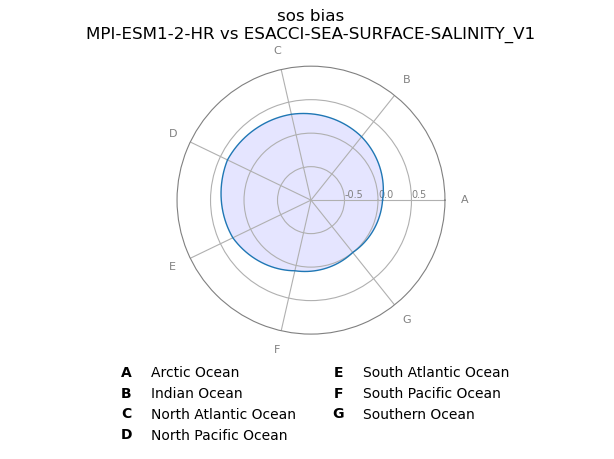 sos bias
MPI-ESM1-2-HR vs ESACCI-SEA-SURFACE-SALINITY_V1
C
B
D
-0.5 0.0 0.5 A
E
G
F
A Arctic Ocean E South Atlantic Ocean
B Indian Ocean F South Pacific Ocean
C North Atlantic Ocean G Southern Ocean
D North Pacific Ocean